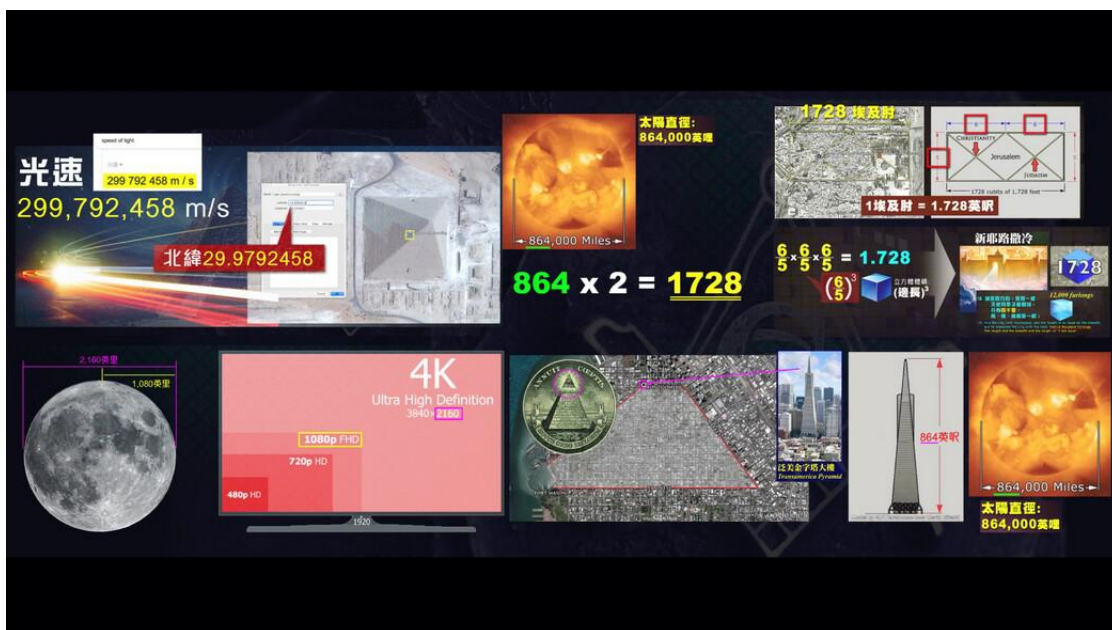 speed of light
光速
299 792 458 m / s
光速
299,792,458 m/s
北緯29.9792458
太陽直徑:
864,000英哩
864,000 Miles
864 x 2 = 1728
1728 埃及肘
CHRISTIANITY
Jerusalem
JUDAISM
1728 cubits of 1.728 feet
1埃及肘 = 1.728英呎
6/5 x 6/5 x 6/5 = 1.728
(6/5)³
立方體體積
(邊長)³
新耶路撒冷
1728
12,000 furlongs
2,160英里
1,080英里
4K
Ultra High Definition
3840×2160
1080p FHD
720p HD
480p HD
1920
ANNUIT COEPTIS
泛美金字塔大樓
Transamerica Pyramid
864英呎
864,000 Miles
太陽直徑:
864,000英哩